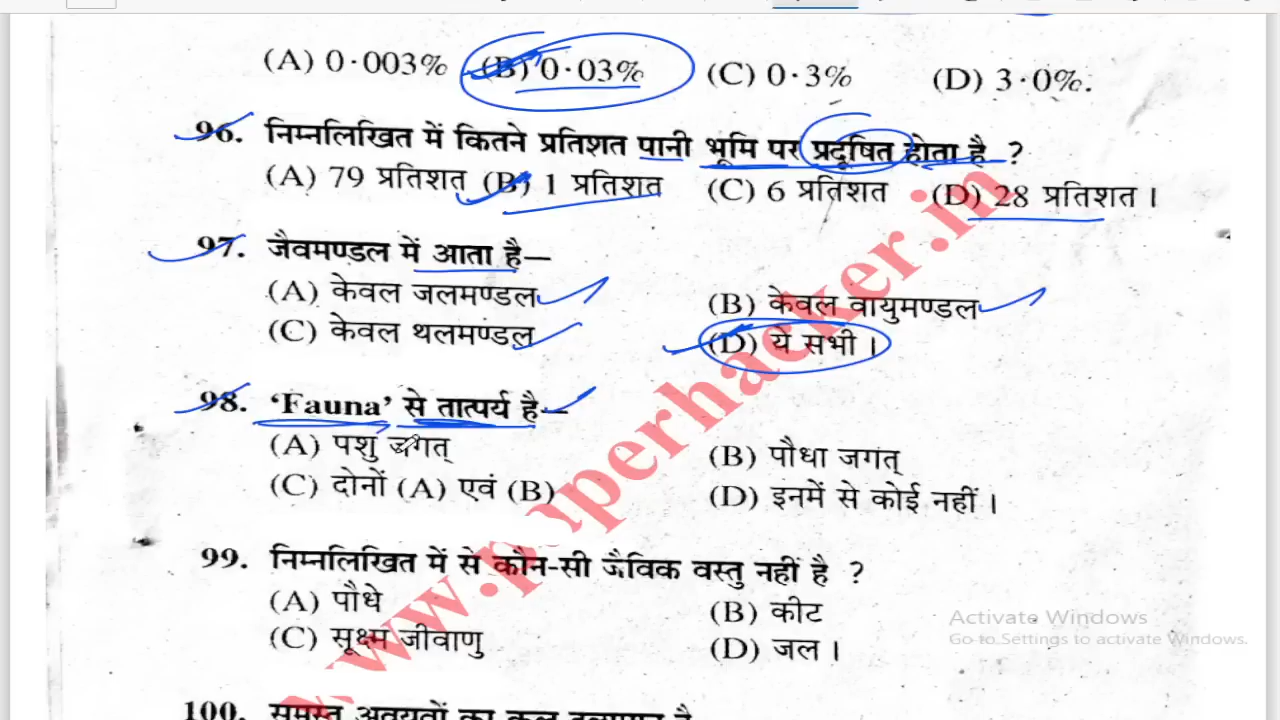 (A) 0·003% (B) 0·03% (C) 0·3% (D) 3·0%.
96. निम्नलिखित में कितने प्रतिशत पानी भूमि पर प्रदूषित होता है ?
(A) 79 प्रतिशत (B) 1 प्रतिशत (C) 6 प्रतिशत (D) 28 प्रतिशत ।
97. जैवमण्डल में आता है—
(A) केवल जलमण्डल (B) केवल वायुमण्डल
(C) केवल थलमण्डल (D) ये सभी ।
98. ‘Fauna’ से तात्पर्य है—
(A) पशु जगत् (B) पौधा जगत्
(C) दोनों (A) एवं (B) (D) इनमें से कोई नहीं ।
99. निम्नलिखित में से कौन-सी जैविक वस्तु नहीं है ?
(A) पौधे (B) कीट
(C) सूक्ष्म जीवाणु (D) जल ।
100. समस्त अवयवों का कुल
www.paperhacker.in
Activate Windows
Go to Settings to activate Windows.